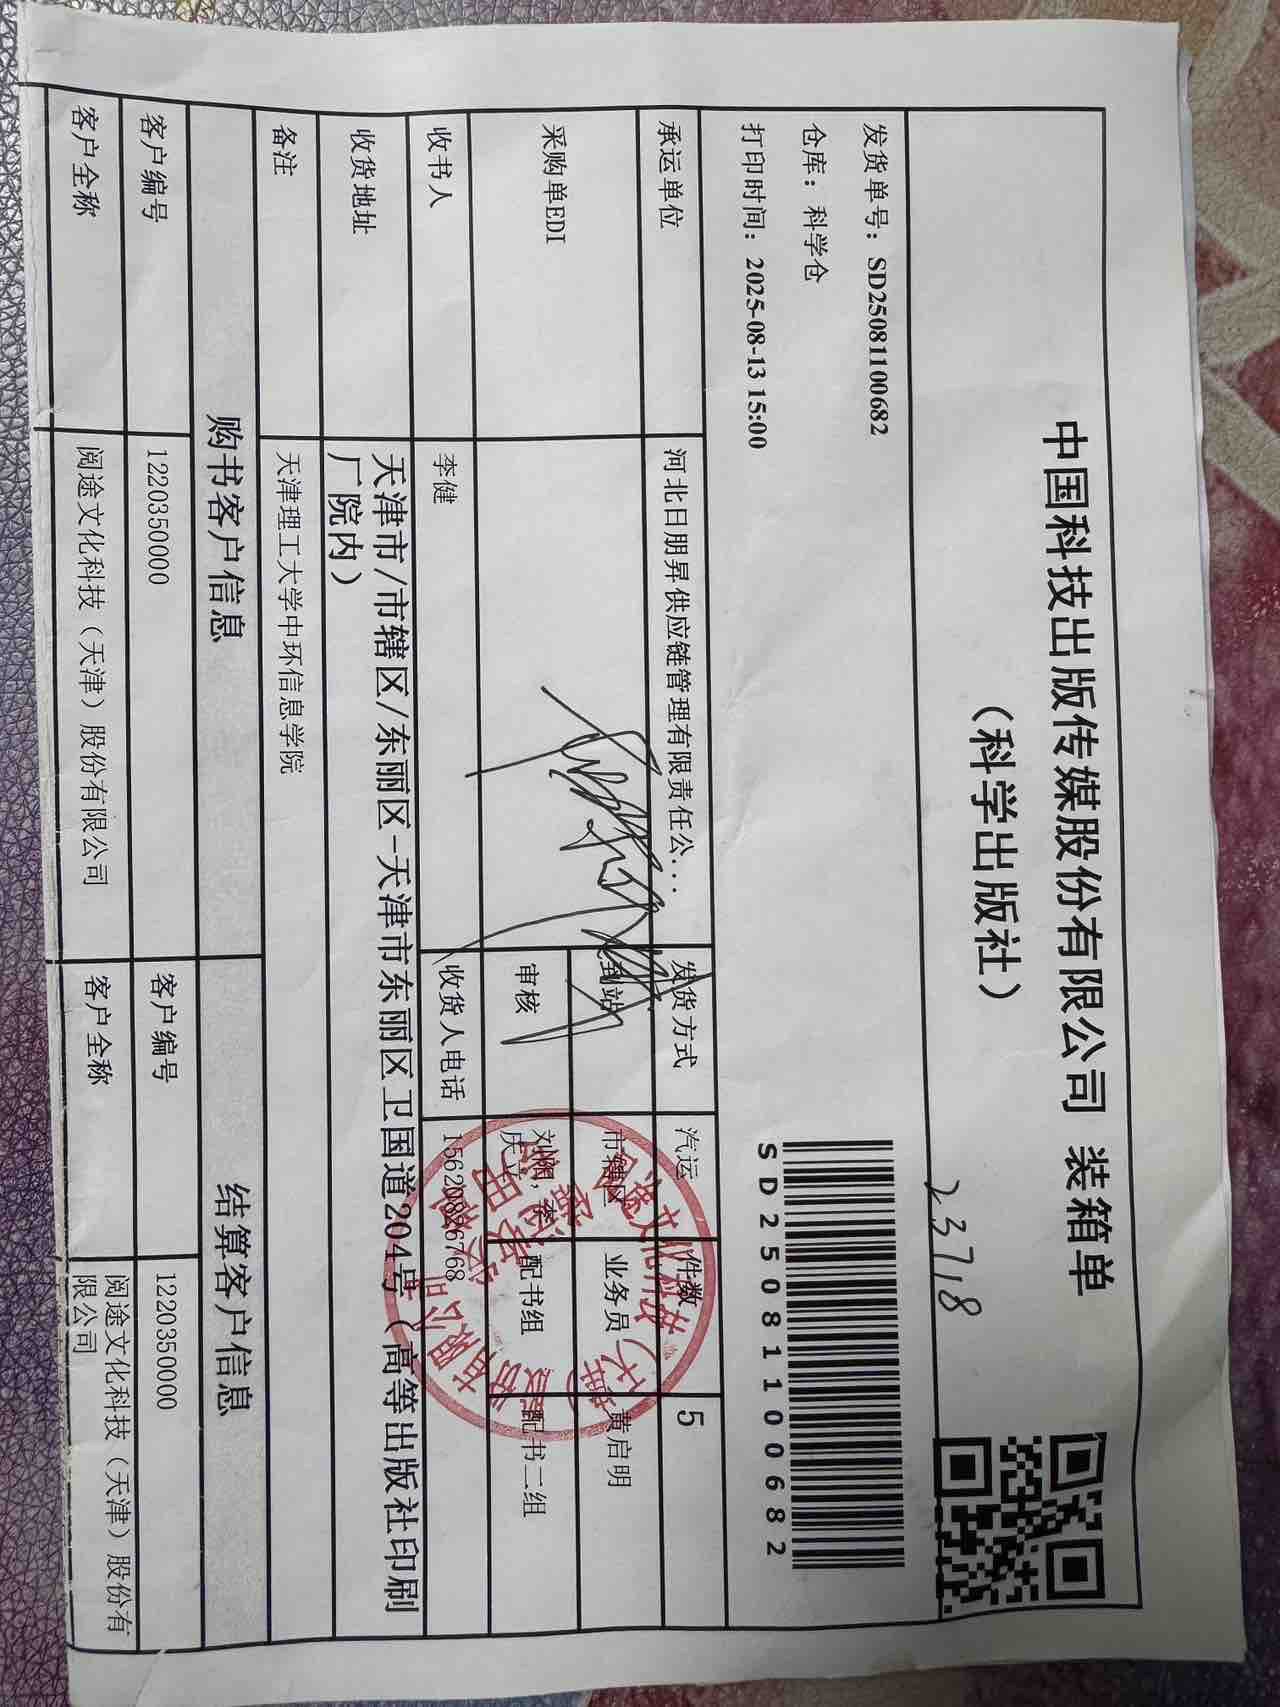 中国科技出版传媒股份有限公司 装箱单
（科学出版社）
23718
发货单号：SD25081100682
仓库：科学仓
打印时间：2025-08-13 15:00
SD25081100682
承运单位 河北日朋昇供应链管理有限责任公... 发货方式 汽运 件数 5
采购单EDI 到站 市辖区 业务员 黄启明
审核 配书组 配书二组
收书人 李健 收货人电话 15620826768
收货地址 天津市/市辖区/东丽区-天津市东丽区卫国道204号（高等出版社印刷
厂院内）
备注 天津理工大学中环信息学院
购书客户信息 结算客户信息
客户编号 1220350000 客户编号 1220350000
客户全称 阅途文化科技（天津）股份有限公司 客户全称 阅途文化科技（天津）股份有
限公司